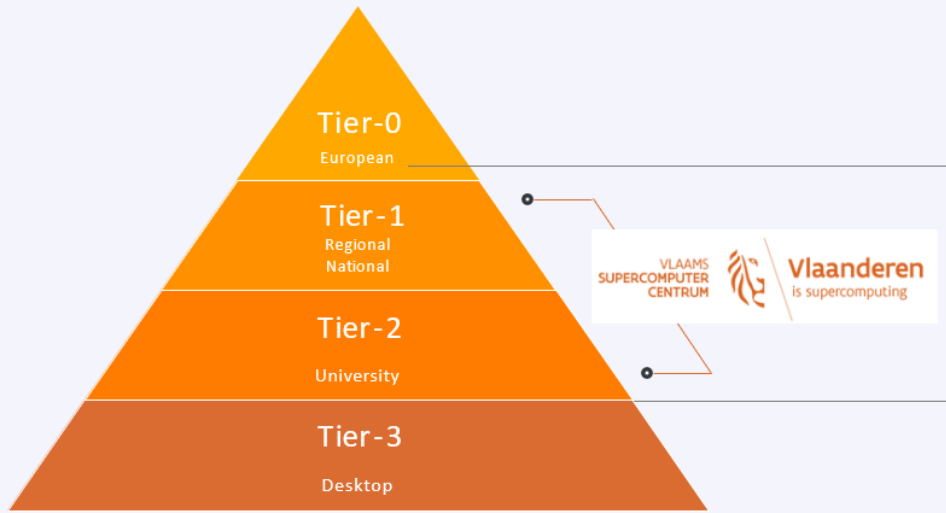 Tier-0
European
Tier-1
Regional
National
Tier-2
University
Tier-3
Desktop
VLAAMS
SUPERCOMPUTER
CENTRUM
Vlaanderen
is supercomputing